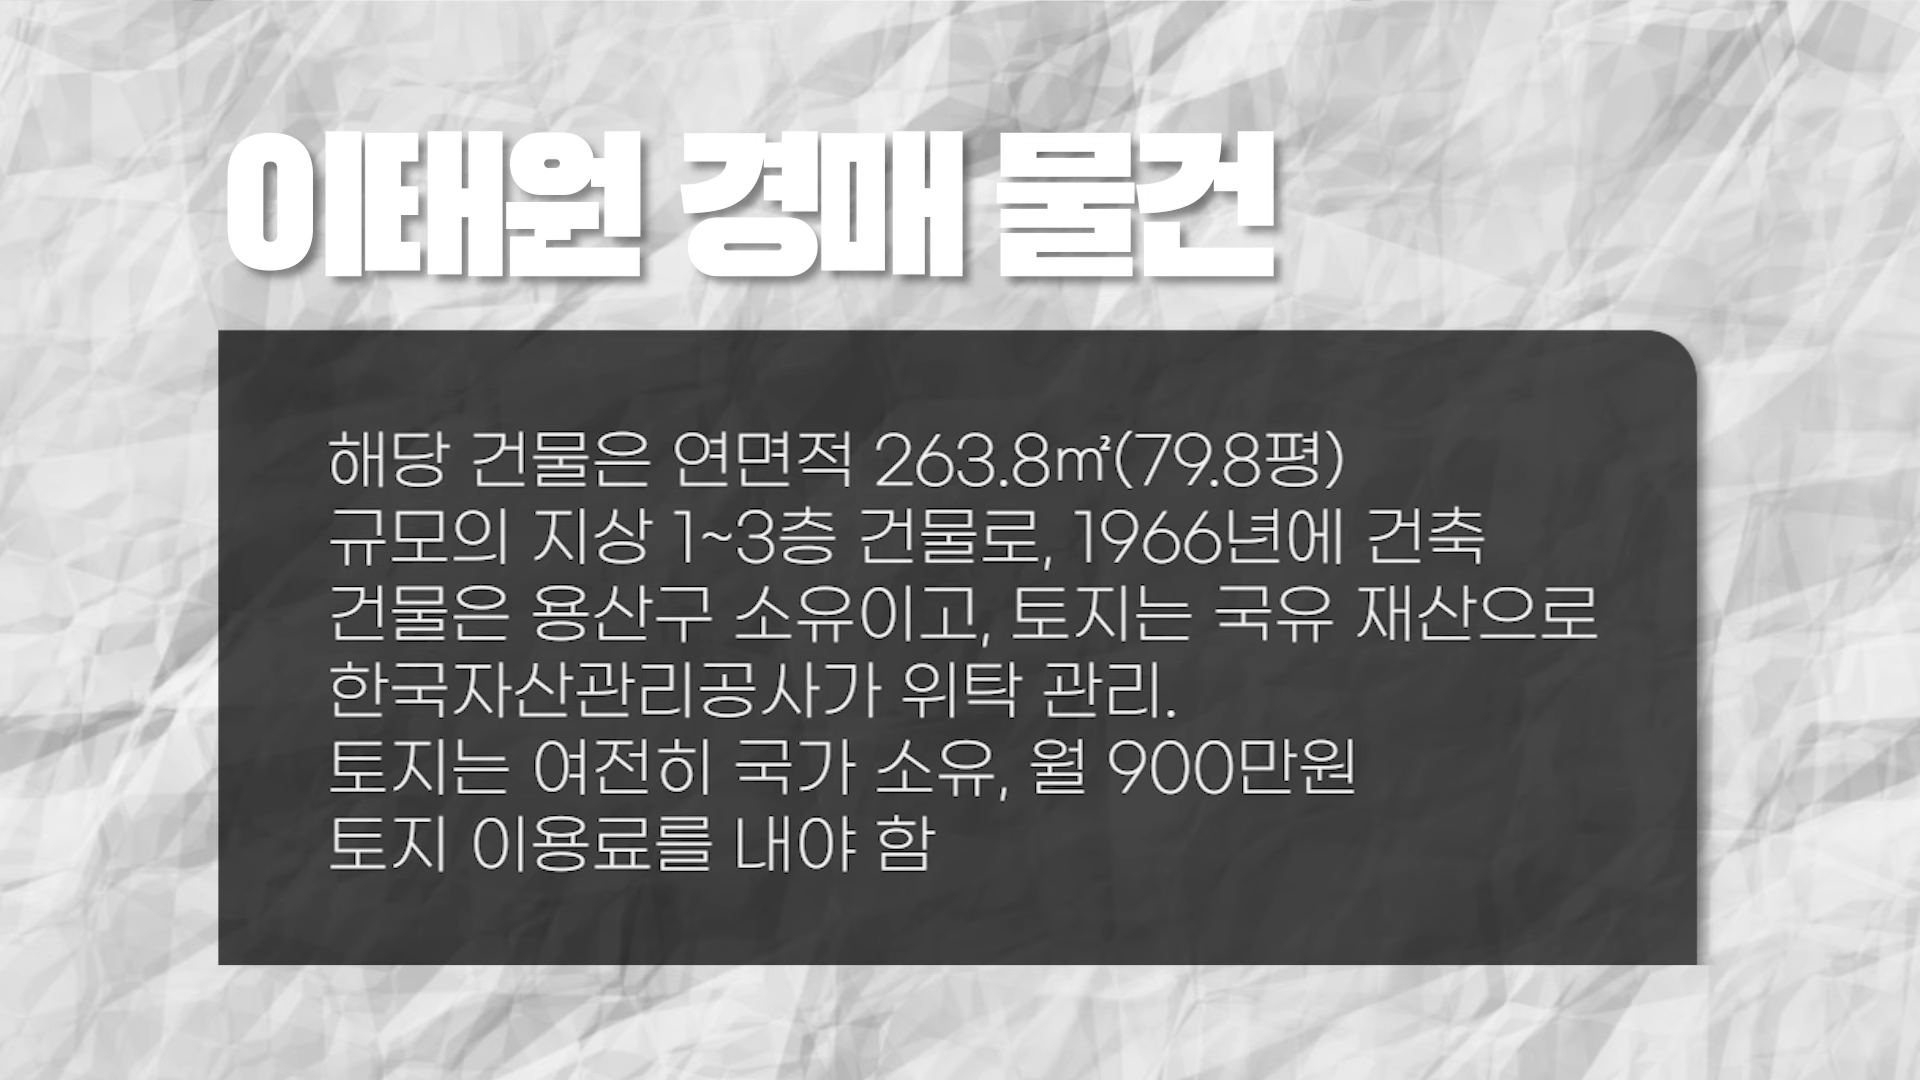 이태원 경매 물건
해당 건물은 연면적 263.8㎡(79.8평)
규모의 지상 1~3층 건물로, 1966년에 건축
건물은 용산구 소유이고, 토지는 국유 재산으로
한국자산관리공사가 위탁 관리.
토지는 여전히 국가 소유, 월 900만원
토지 이용료를 내야 함